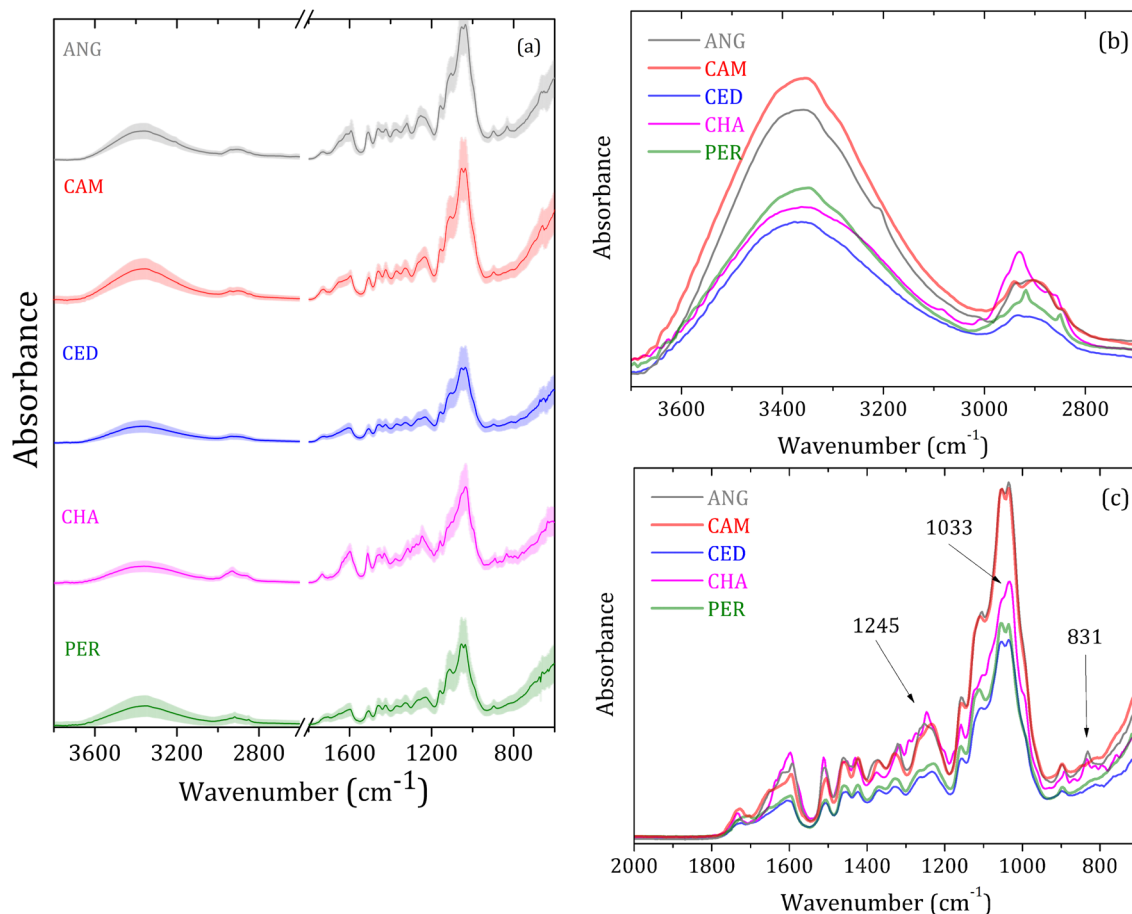 (a)
ANG
CAM
CED
CHA
PER
Absorbance
3600 3200 2800 1600 1200 800
Wavenumber (cm-1)
(b)
ANG
CAM
CED
CHA
PER
Absorbance
3600 3400 3200 3000 2800
Wavenumber (cm-1)
(c)
ANG
CAM
CED
CHA
PER
1033
1245
831
Absorbance
2000 1800 1600 1400 1200 1000 800
Wavenumber (cm-1)